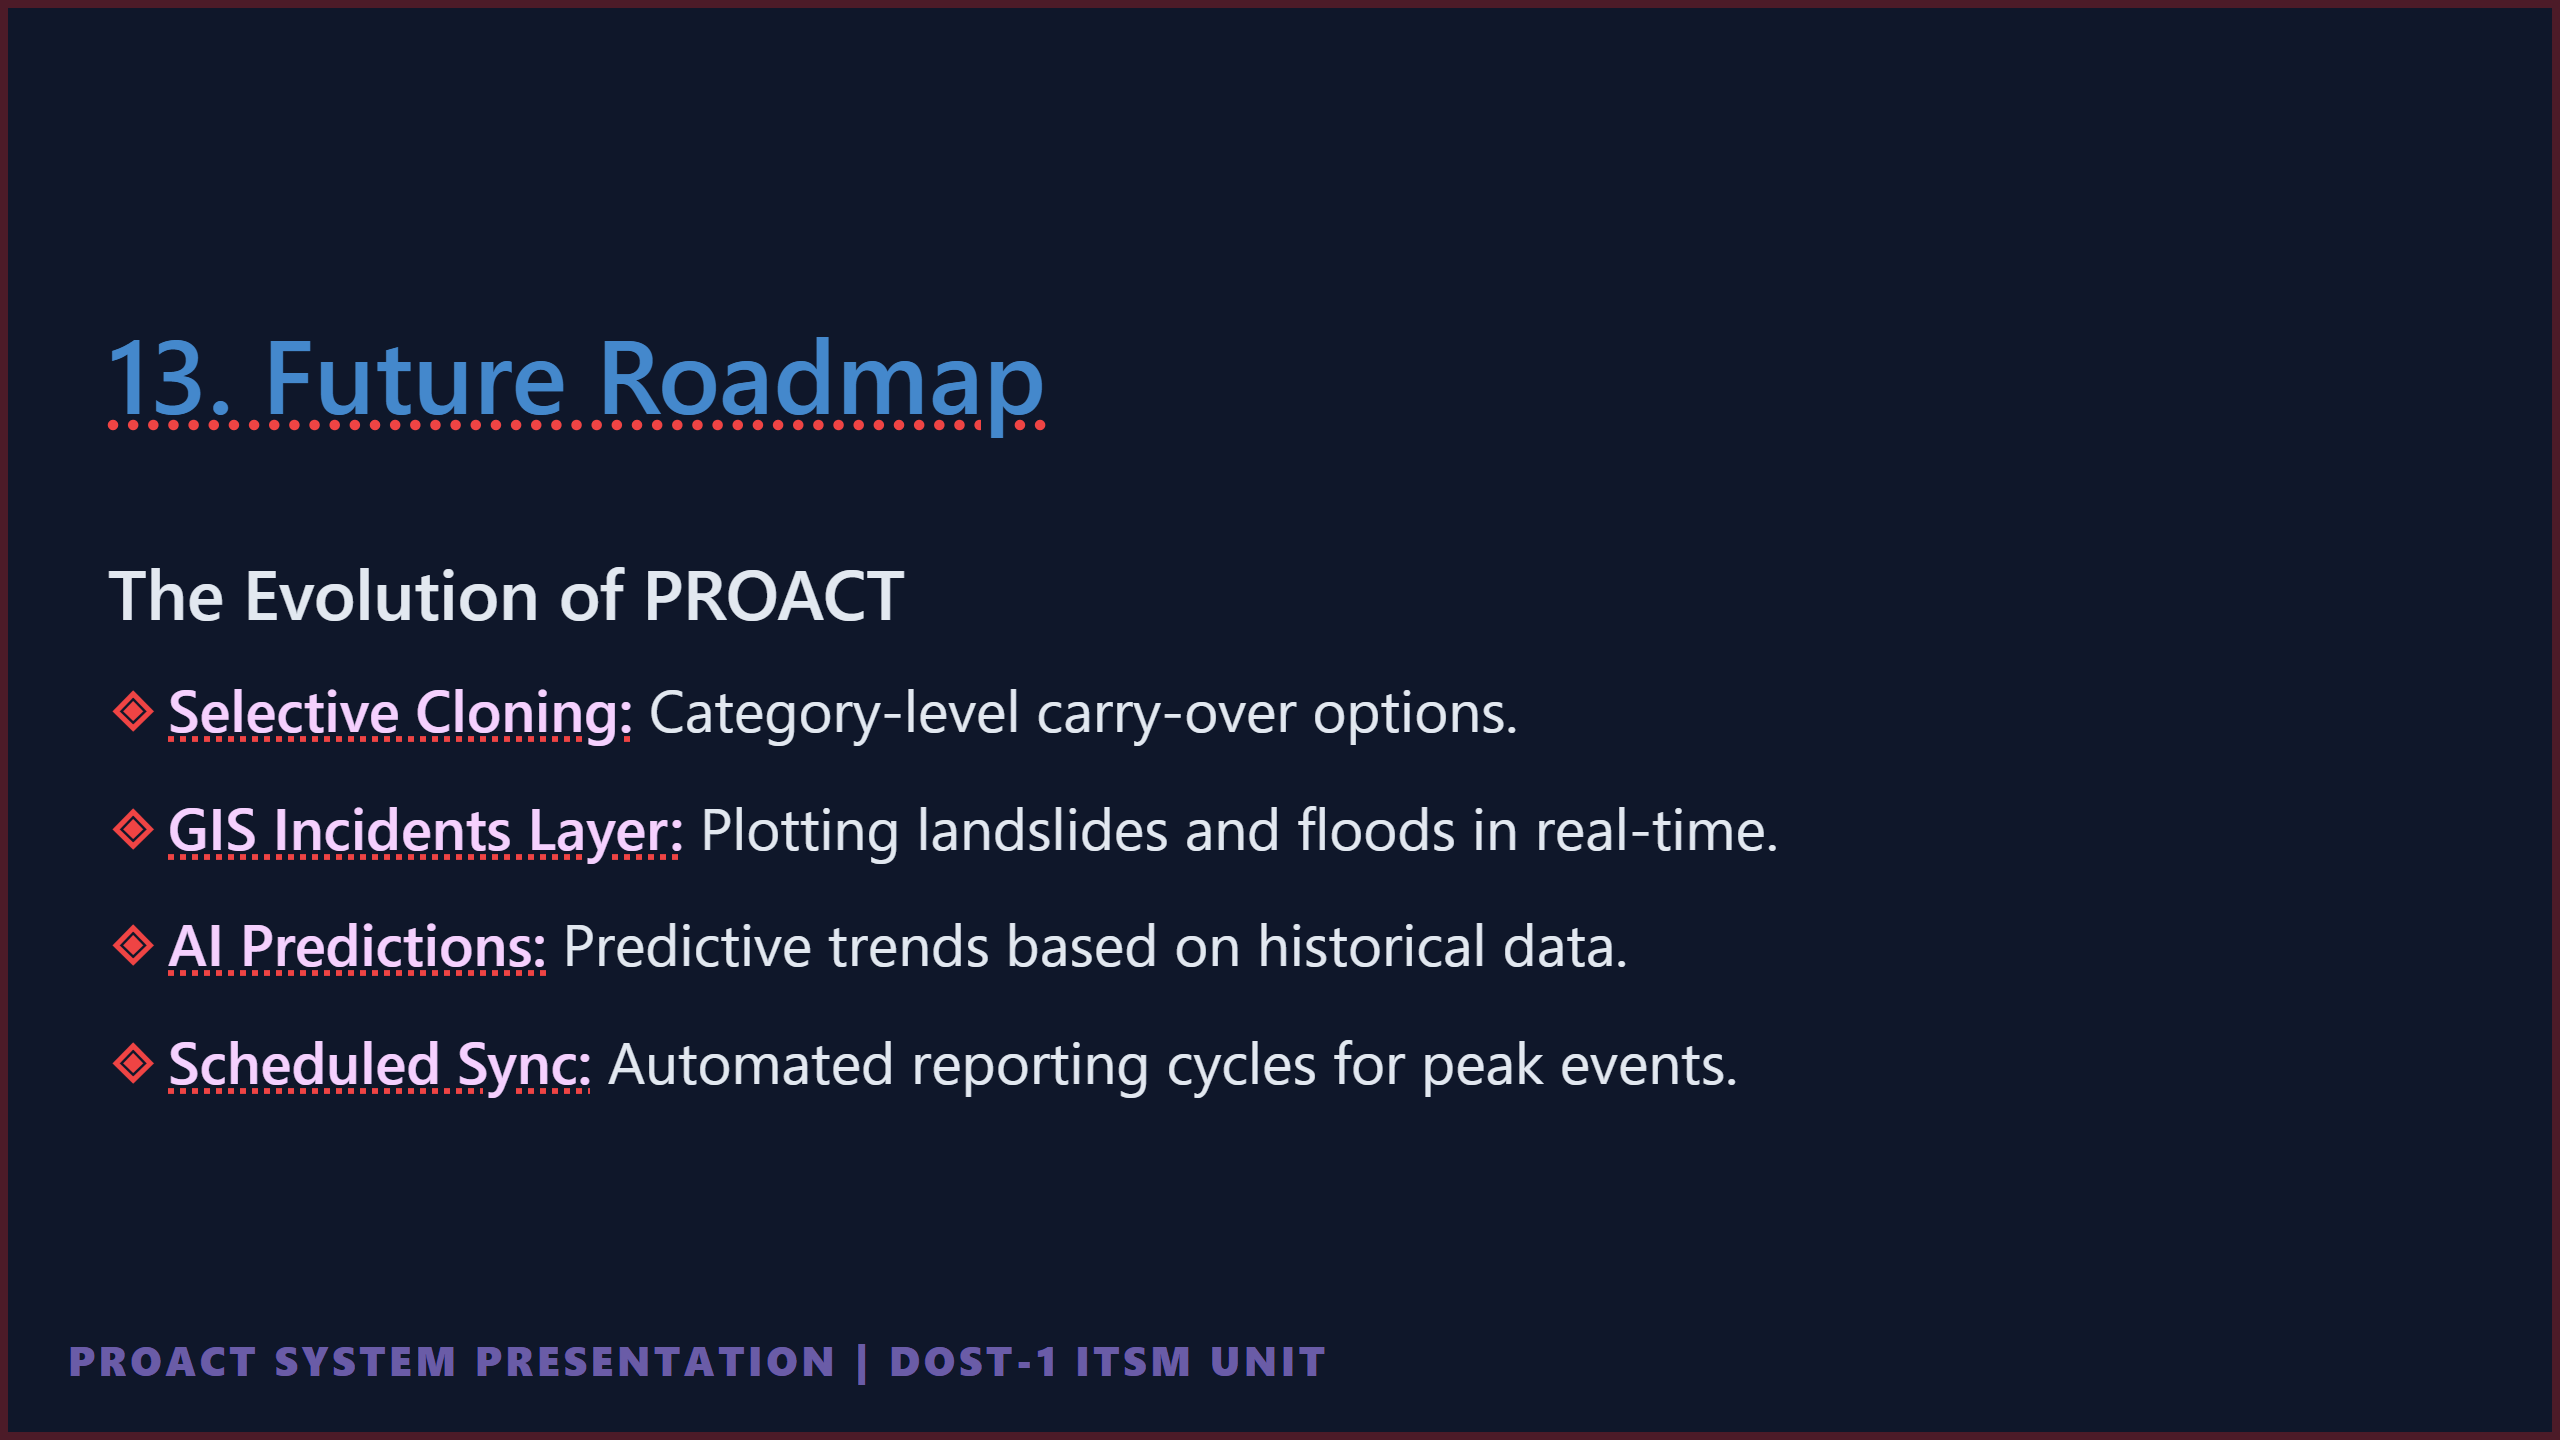 13. Future Roadmap
The Evolution of PROACT
Selective Cloning: Category-level carry-over options.
GIS Incidents Layer: Plotting landslides and floods in real-time.
AI Predictions: Predictive trends based on historical data.
Scheduled Sync: Automated reporting cycles for peak events.
PROACT SYSTEM PRESENTATION | DOST-1 ITSM UNIT